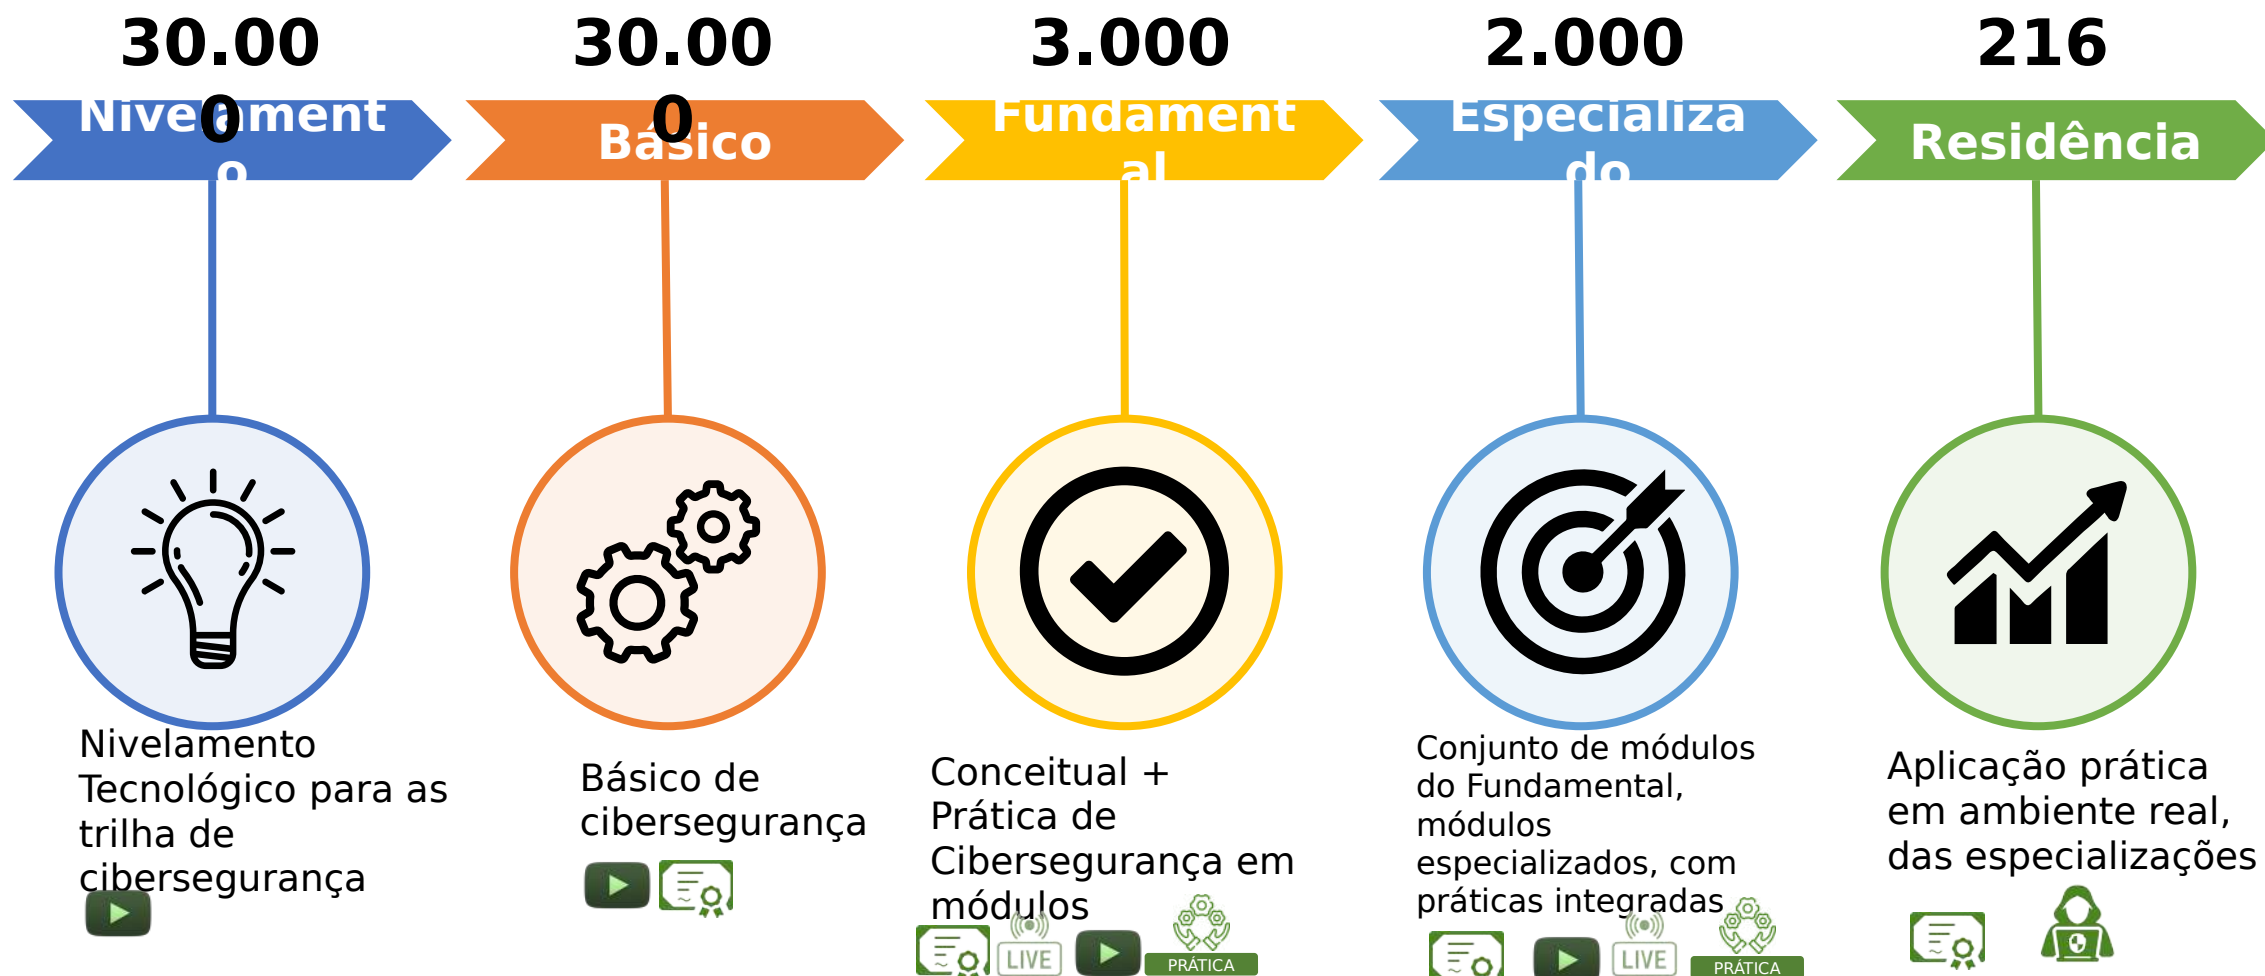 30.00
0
Nivelament
o
Nivelamento
Tecnológico para as
trilha de
cibersegurança
30.00
0
Básico
Básico de
cibersegurança
3.000
Fundament
al
Conceitual +
Prática de
Cibersegurança em
módulos
LIVE
PRÁTICA
2.000
Especializa
do
Conjunto de módulos
do Fundamental,
módulos
especializados, com
práticas integradas
LIVE
PRÁTICA
216
Residência
Aplicação prática
em ambiente real,
das especializações